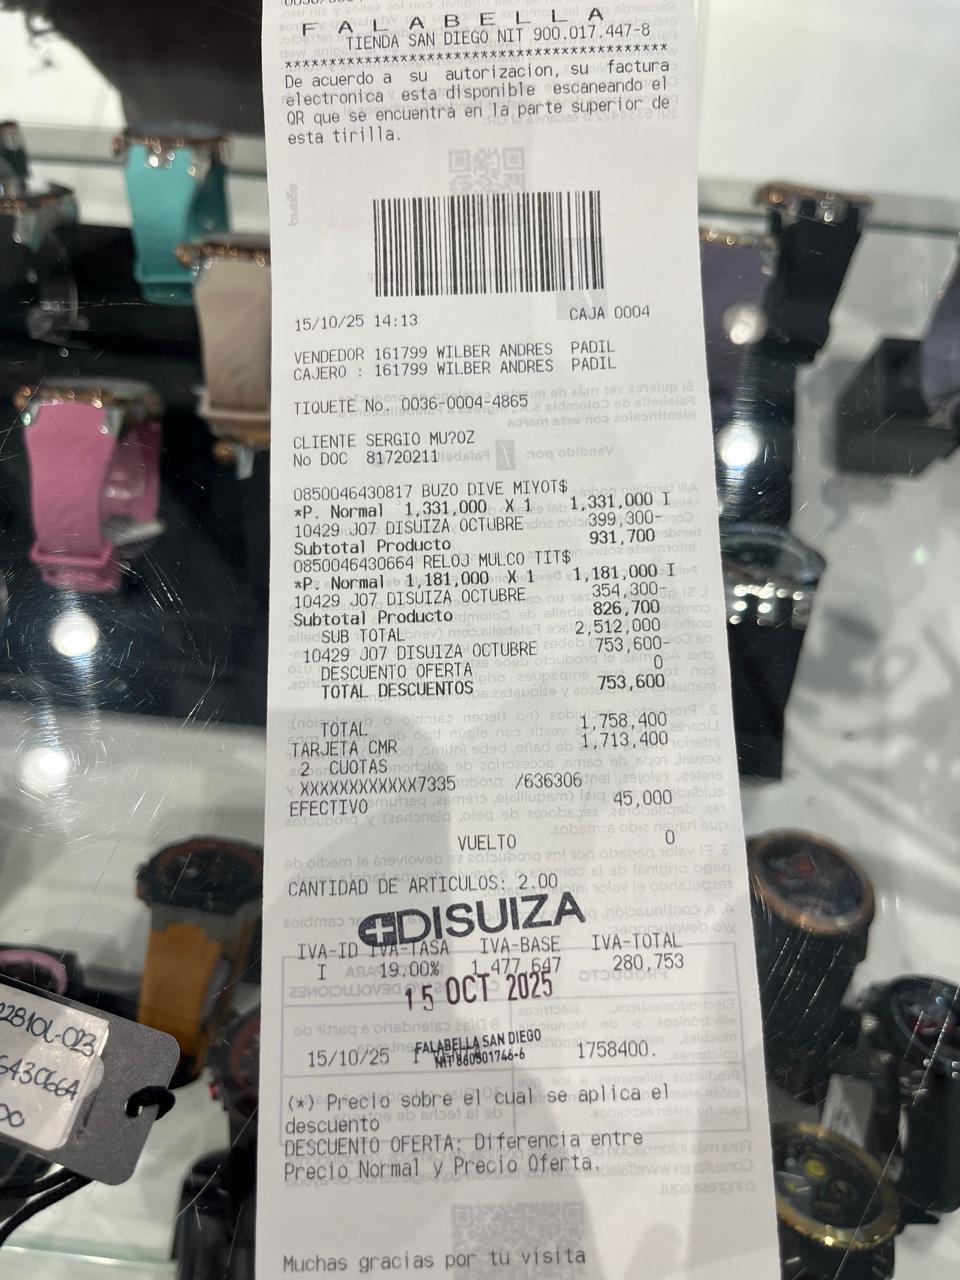 F A L A B E L L A
TIENDA SAN DIEGO NIT 900.017.447-8
********************************************
De acuerdo a su autorizacion, su factura
electronica esta disponible escaneando el
QR que se encuentra en la parte superior de
esta tirilla.
15/10/25 14:13 CAJA 0004
VENDEDOR 161799 WILBER ANDRES PADIL
CAJERO : 161799 WILBER ANDRES PADIL
TIQUETE No. 0036-0004-4865
CLIENTE SERGIO MU?OZ
No DOC 81720211
0850046430817 BUZO DIVE MIYOT$
*P. Normal 1,331,000 X 1 1,331,000 I
10429 J07 DISUIZA OCTUBRE 399,300-
Subtotal Producto 931,700
0850046430664 RELOJ MULCO TIT$
*P. Normal 1,181,000 X 1 1,181,000 I
10429 J07 DISUIZA OCTUBRE 354,300-
Subtotal Producto 826,700
SUB TOTAL 2,512,000
10429 J07 DISUIZA OCTUBRE 753,600-
DESCUENTO OFERTA 0
TOTAL DESCUENTOS 753,600
TOTAL 1,758,400
TARJETA CMR 1,713,400
2 CUOTAS
XXXXXXXXXXXX7335 /636306
EFECTIVO 45,000
VUELTO 0
CANTIDAD DE ARTICULOS: 2.00
DISUIZA
IVA-ID IVA-TASA IVA-BASE IVA-TOTAL
I 19.00% 1,477,647 280,753
15 OCT 2025
FALABELLA SAN DIEGO
15/10/25 1758400.
NIT 860501746-6
(*) Precio sobre el cual se aplica el
descuento
DESCUENTO OFERTA: Diferencia entre
Precio Normal y Precio Oferta.
Muchas gracias por tu visita